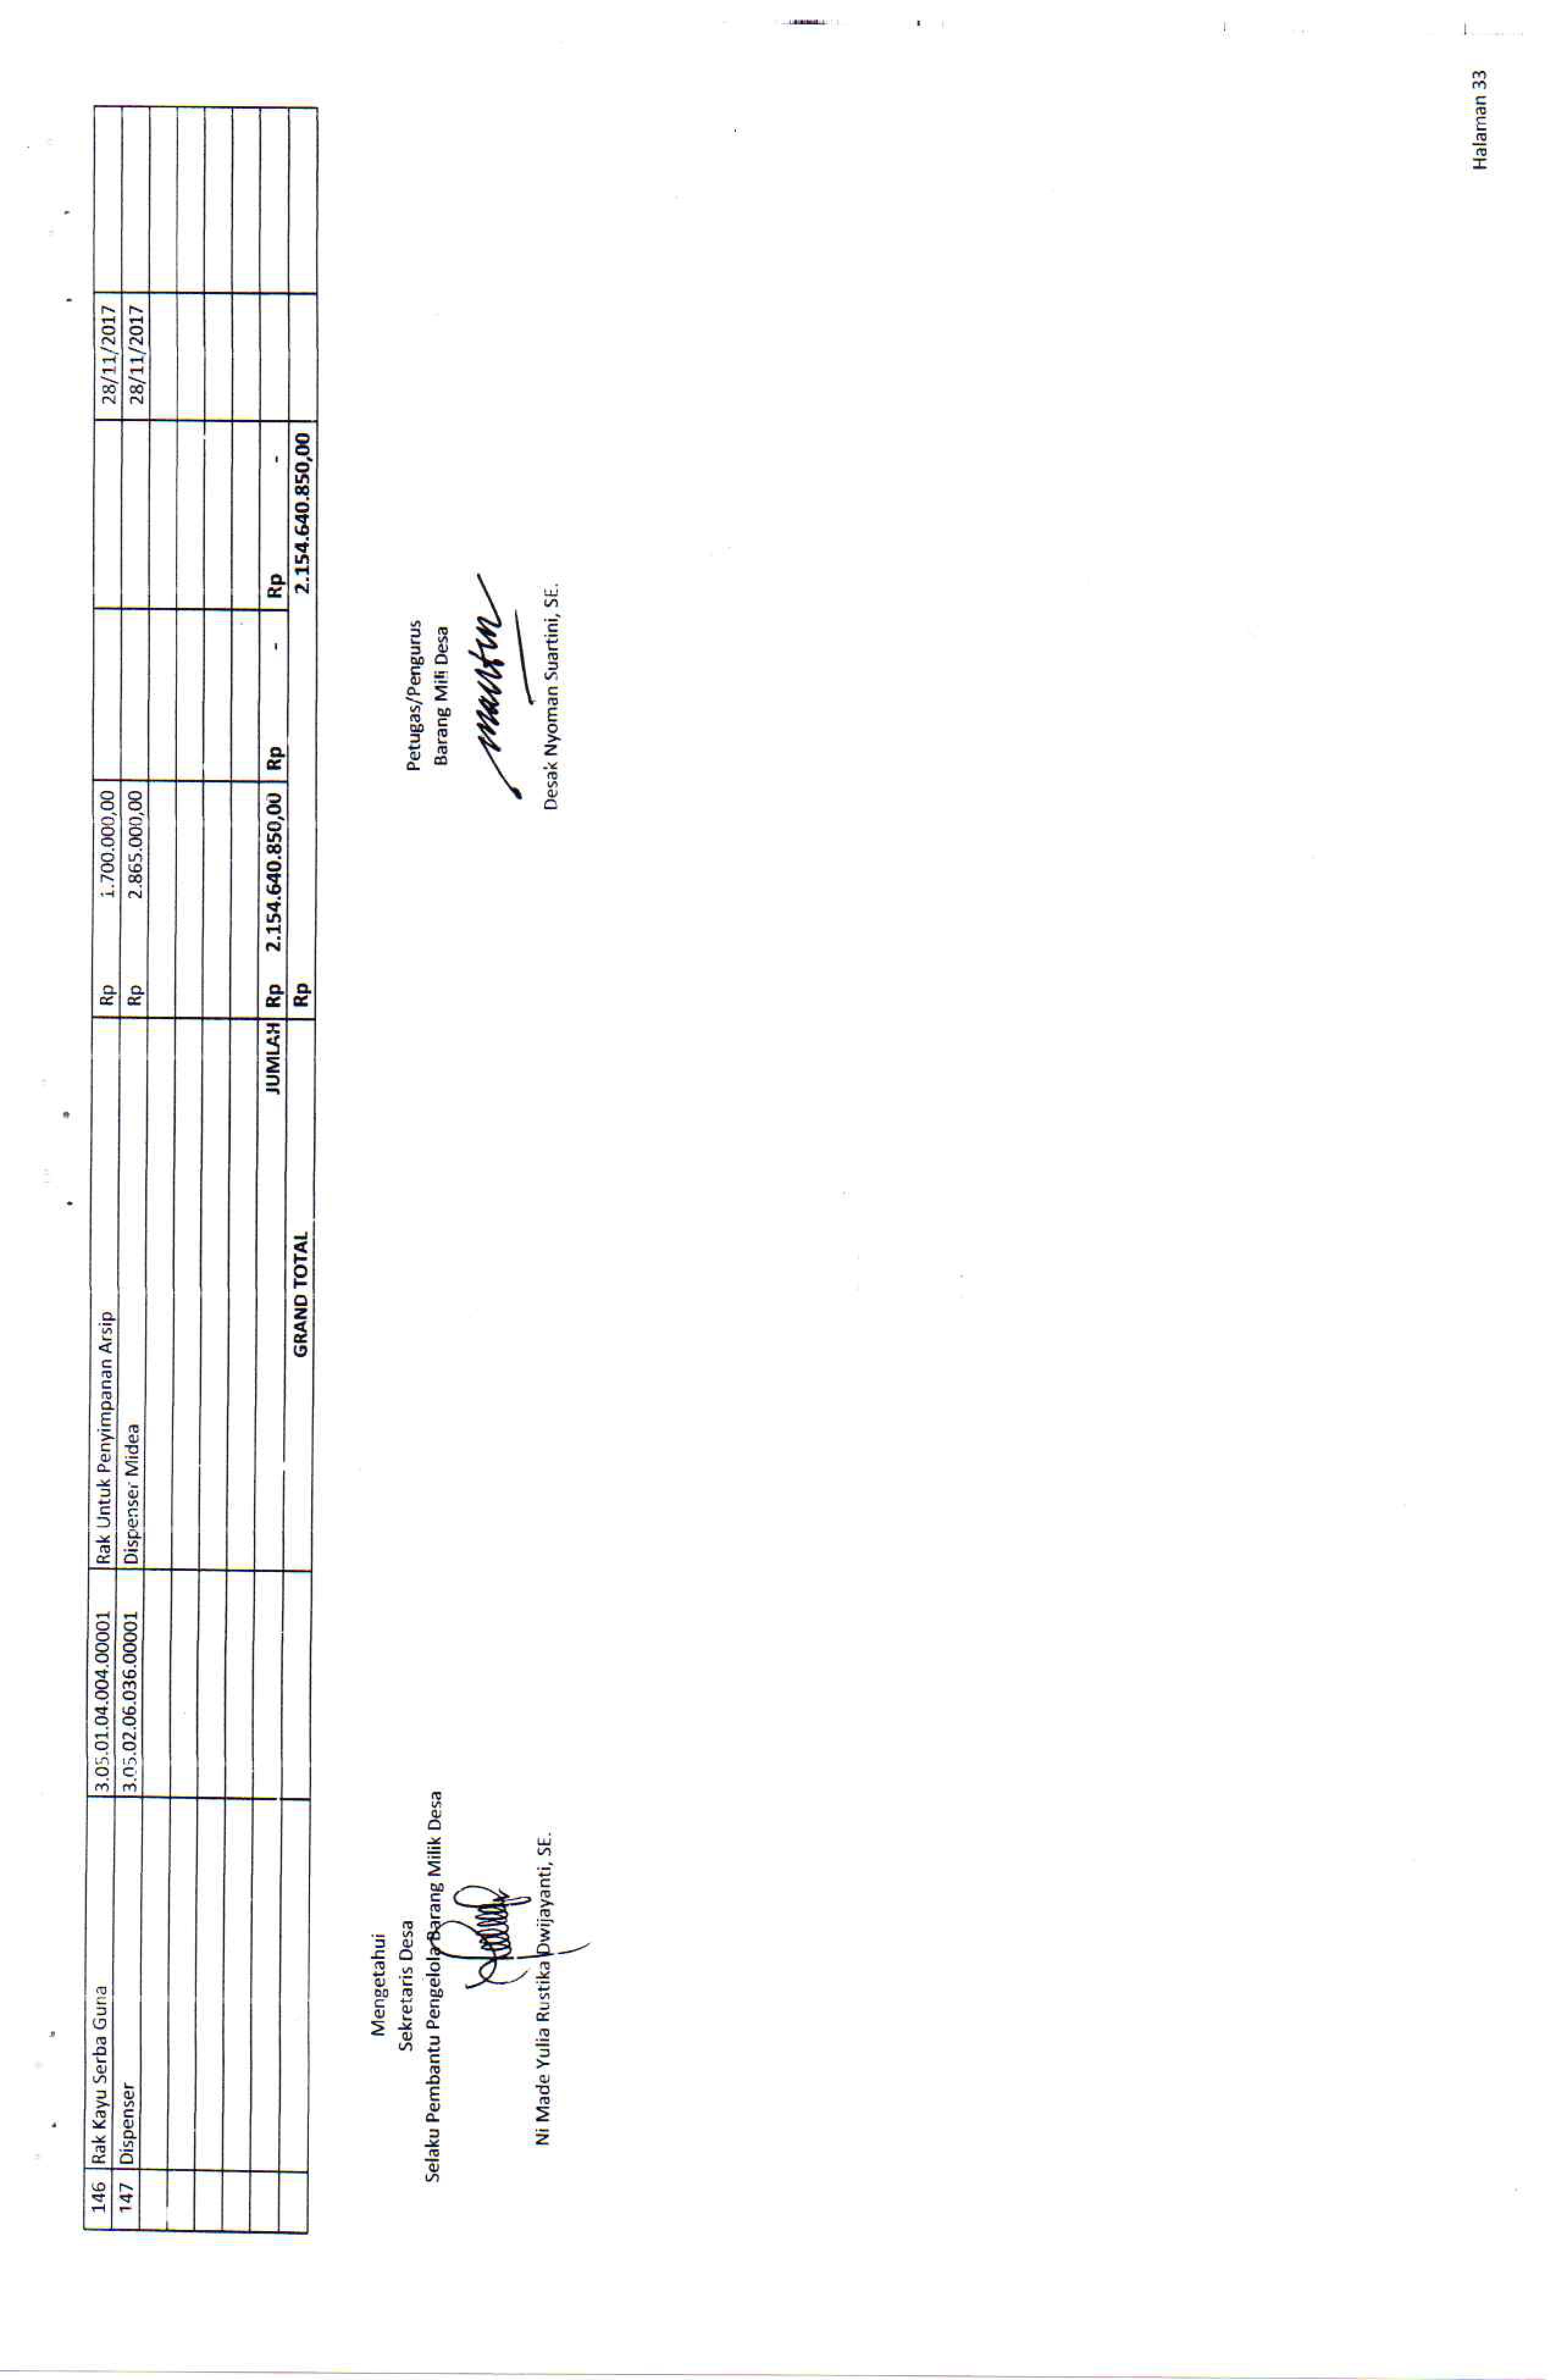 146 Rak Kayu Serba Guna 3.05.01.04.004.00001 Rak Untuk Penyimpanan Arsip Rp 1.700.000,00 28/11/2017
147 Dispenser 3.05.02.06.036.00001 Dispenser Midea Rp 2.865.000,00 28/11/2017
JUMLAH Rp 2.154.640.850,00 Rp - Rp -
GRAND TOTAL Rp 2.154.640.850,00
Mengetahui
Sekretaris Desa
Selaku Pembantu Pengelola Barang Milik Desa
Ni Made Yulia Rustika Dwijayanti, SE.
Petugas/Pengurus
Barang Mili Desa
Desak Nyoman Suartini, SE.
Halaman 33